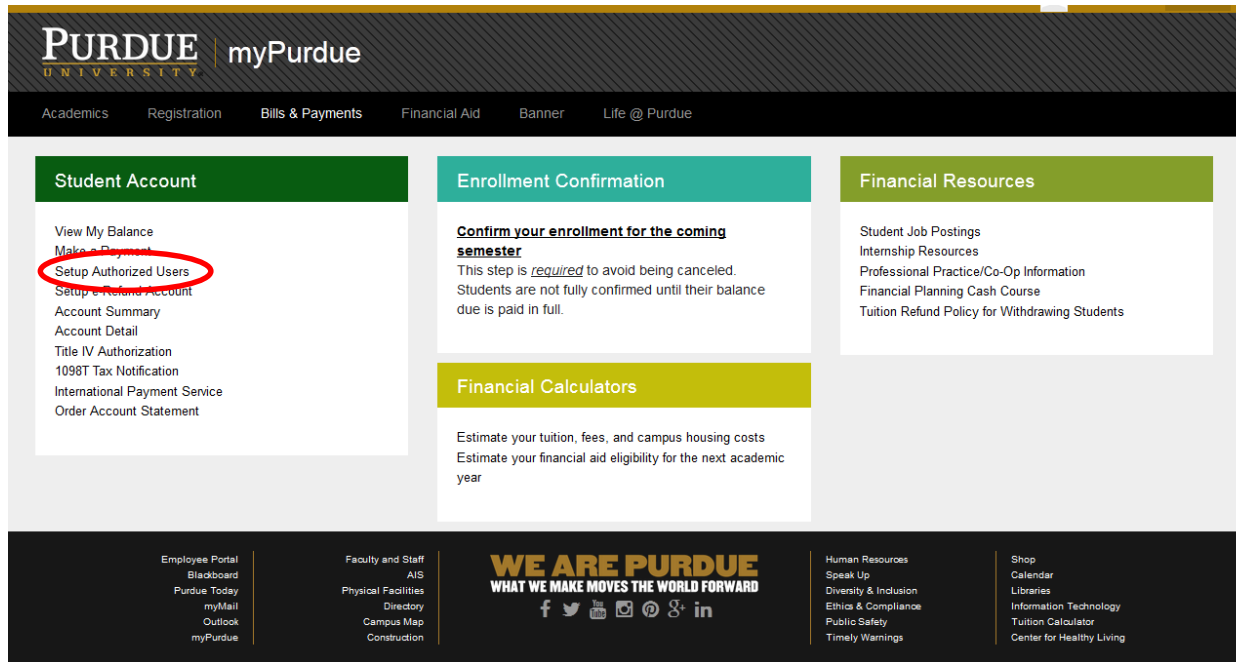 PURDUE
UNIVERSITY.
myPurdue
Academics Registration Bills & Payments Financial Aid Banner Life @ Purdue
Student Account
View My Balance
Make a Payment
Setup Authorized Users
Setup e-Refund Account
Account Summary
Account Detail
Title IV Authorization
1098T Tax Notification
International Payment Service
Order Account Statement
Enrollment Confirmation
Confirm your enrollment for the coming
semester
This step is required to avoid being canceled.
Students are not fully confirmed until their balance
due is paid in full.
Financial Calculators
Estimate your tuition, fees, and campus housing costs
Estimate your financial aid eligibility for the next academic
year
Financial Resources
Student Job Postings
Internship Resources
Professional Practice/Co-Op Information
Financial Planning Cash Course
Tuition Refund Policy for Withdrawing Students
Employee Portal
Blackboard
Purdue Today
myMail
Outlook
myPurdue
Faculty and Staff
AIS
Physical Facilities
Directory
Campus Map
Construction
WE ARE PURDUE
WHAT WE MAKE MOVES THE WORLD FORWARD
Human Resources
Speak Up
Diversity & Inclusion
Ethics & Compliance
Public Safety
Timely Warnings
Shop
Calendar
Libraries
Information Technology
Tuition Calculator
Center for Healthy Living